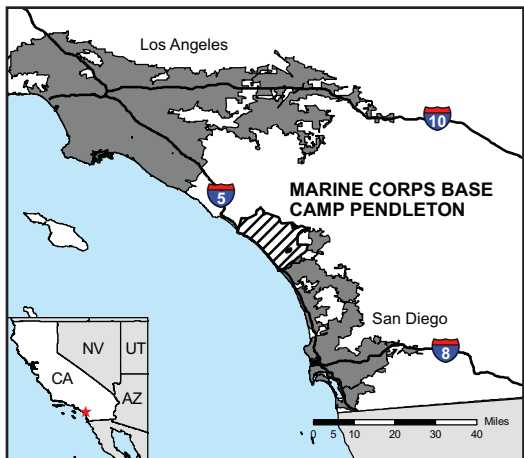 Los Angeles
10
5
MARINE CORPS BASE
CAMP PENDLETON
San Diego
8
NV
UT
CA
AZ
Miles
0 5 10 20 30 40